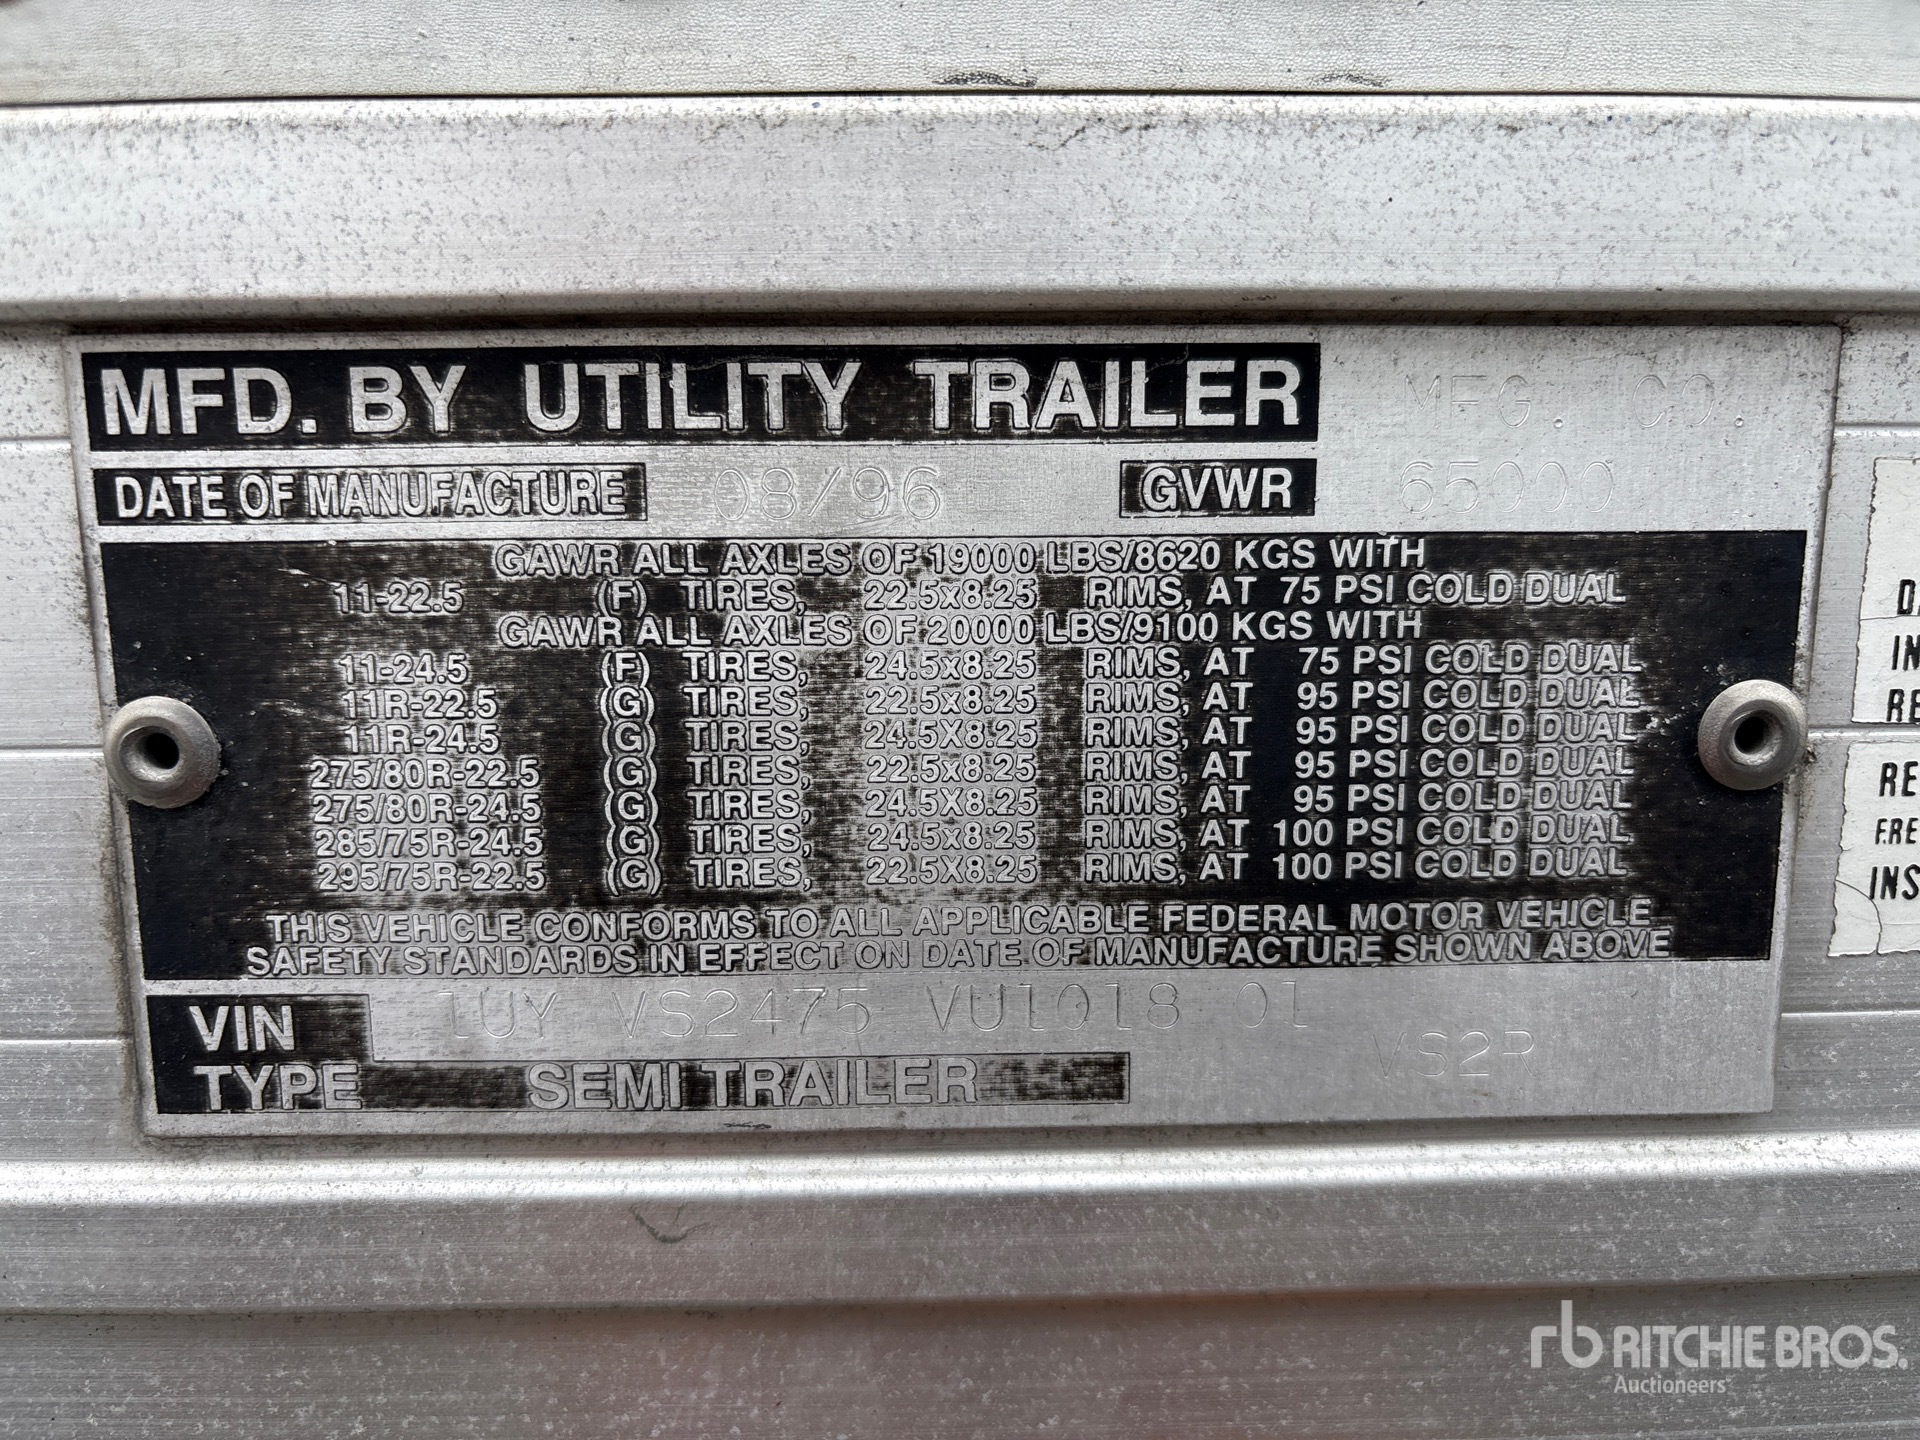 MFD. BY UTILITY TRAILER MFG. CO.
DATE OF MANUFACTURE 08/96 GVWR 65000
GAWR ALL AXLES OF 19000 LBS/8620 KGS WITH
11-22.5 (F) TIRES, 22.5x8.25 RIMS, AT 75 PSI COLD DUAL
GAWR ALL AXLES OF 20000 LBS/9100 KGS WITH
11-24.5 (F) TIRES, 24.5x8.25 RIMS, AT 75 PSI COLD DUAL
11R-22.5 (G) TIRES, 22.5x8.25 RIMS, AT 95 PSI COLD DUAL
11R-24.5 (G) TIRES, 24.5X8.25 RIMS, AT 95 PSI COLD DUAL
275/80R-22.5 (G) TIRES, 22.5x8.25 RIMS, AT 95 PSI COLD DUAL
275/80R-24.5 (G) TIRES, 24.5X8.25 RIMS, AT 95 PSI COLD DUAL
285/75R-24.5 (G) TIRES, 24.5x8.25 RIMS, AT 100 PSI COLD DUAL
295/75R-22.5 (G) TIRES, 22.5X8.25 RIMS, AT 100 PSI COLD DUAL
THIS VEHICLE CONFORMS TO ALL APPLICABLE FEDERAL MOTOR VEHICLE
SAFETY STANDARDS IN EFFECT ON DATE OF MANUFACTURE SHOWN ABOVE
VIN 1UY VS2475 VU1018 01
TYPE SEMI TRAILER VS2R
IN
RE
RE
FRE
INS
rb RITCHIE BROS.
Auctioneers